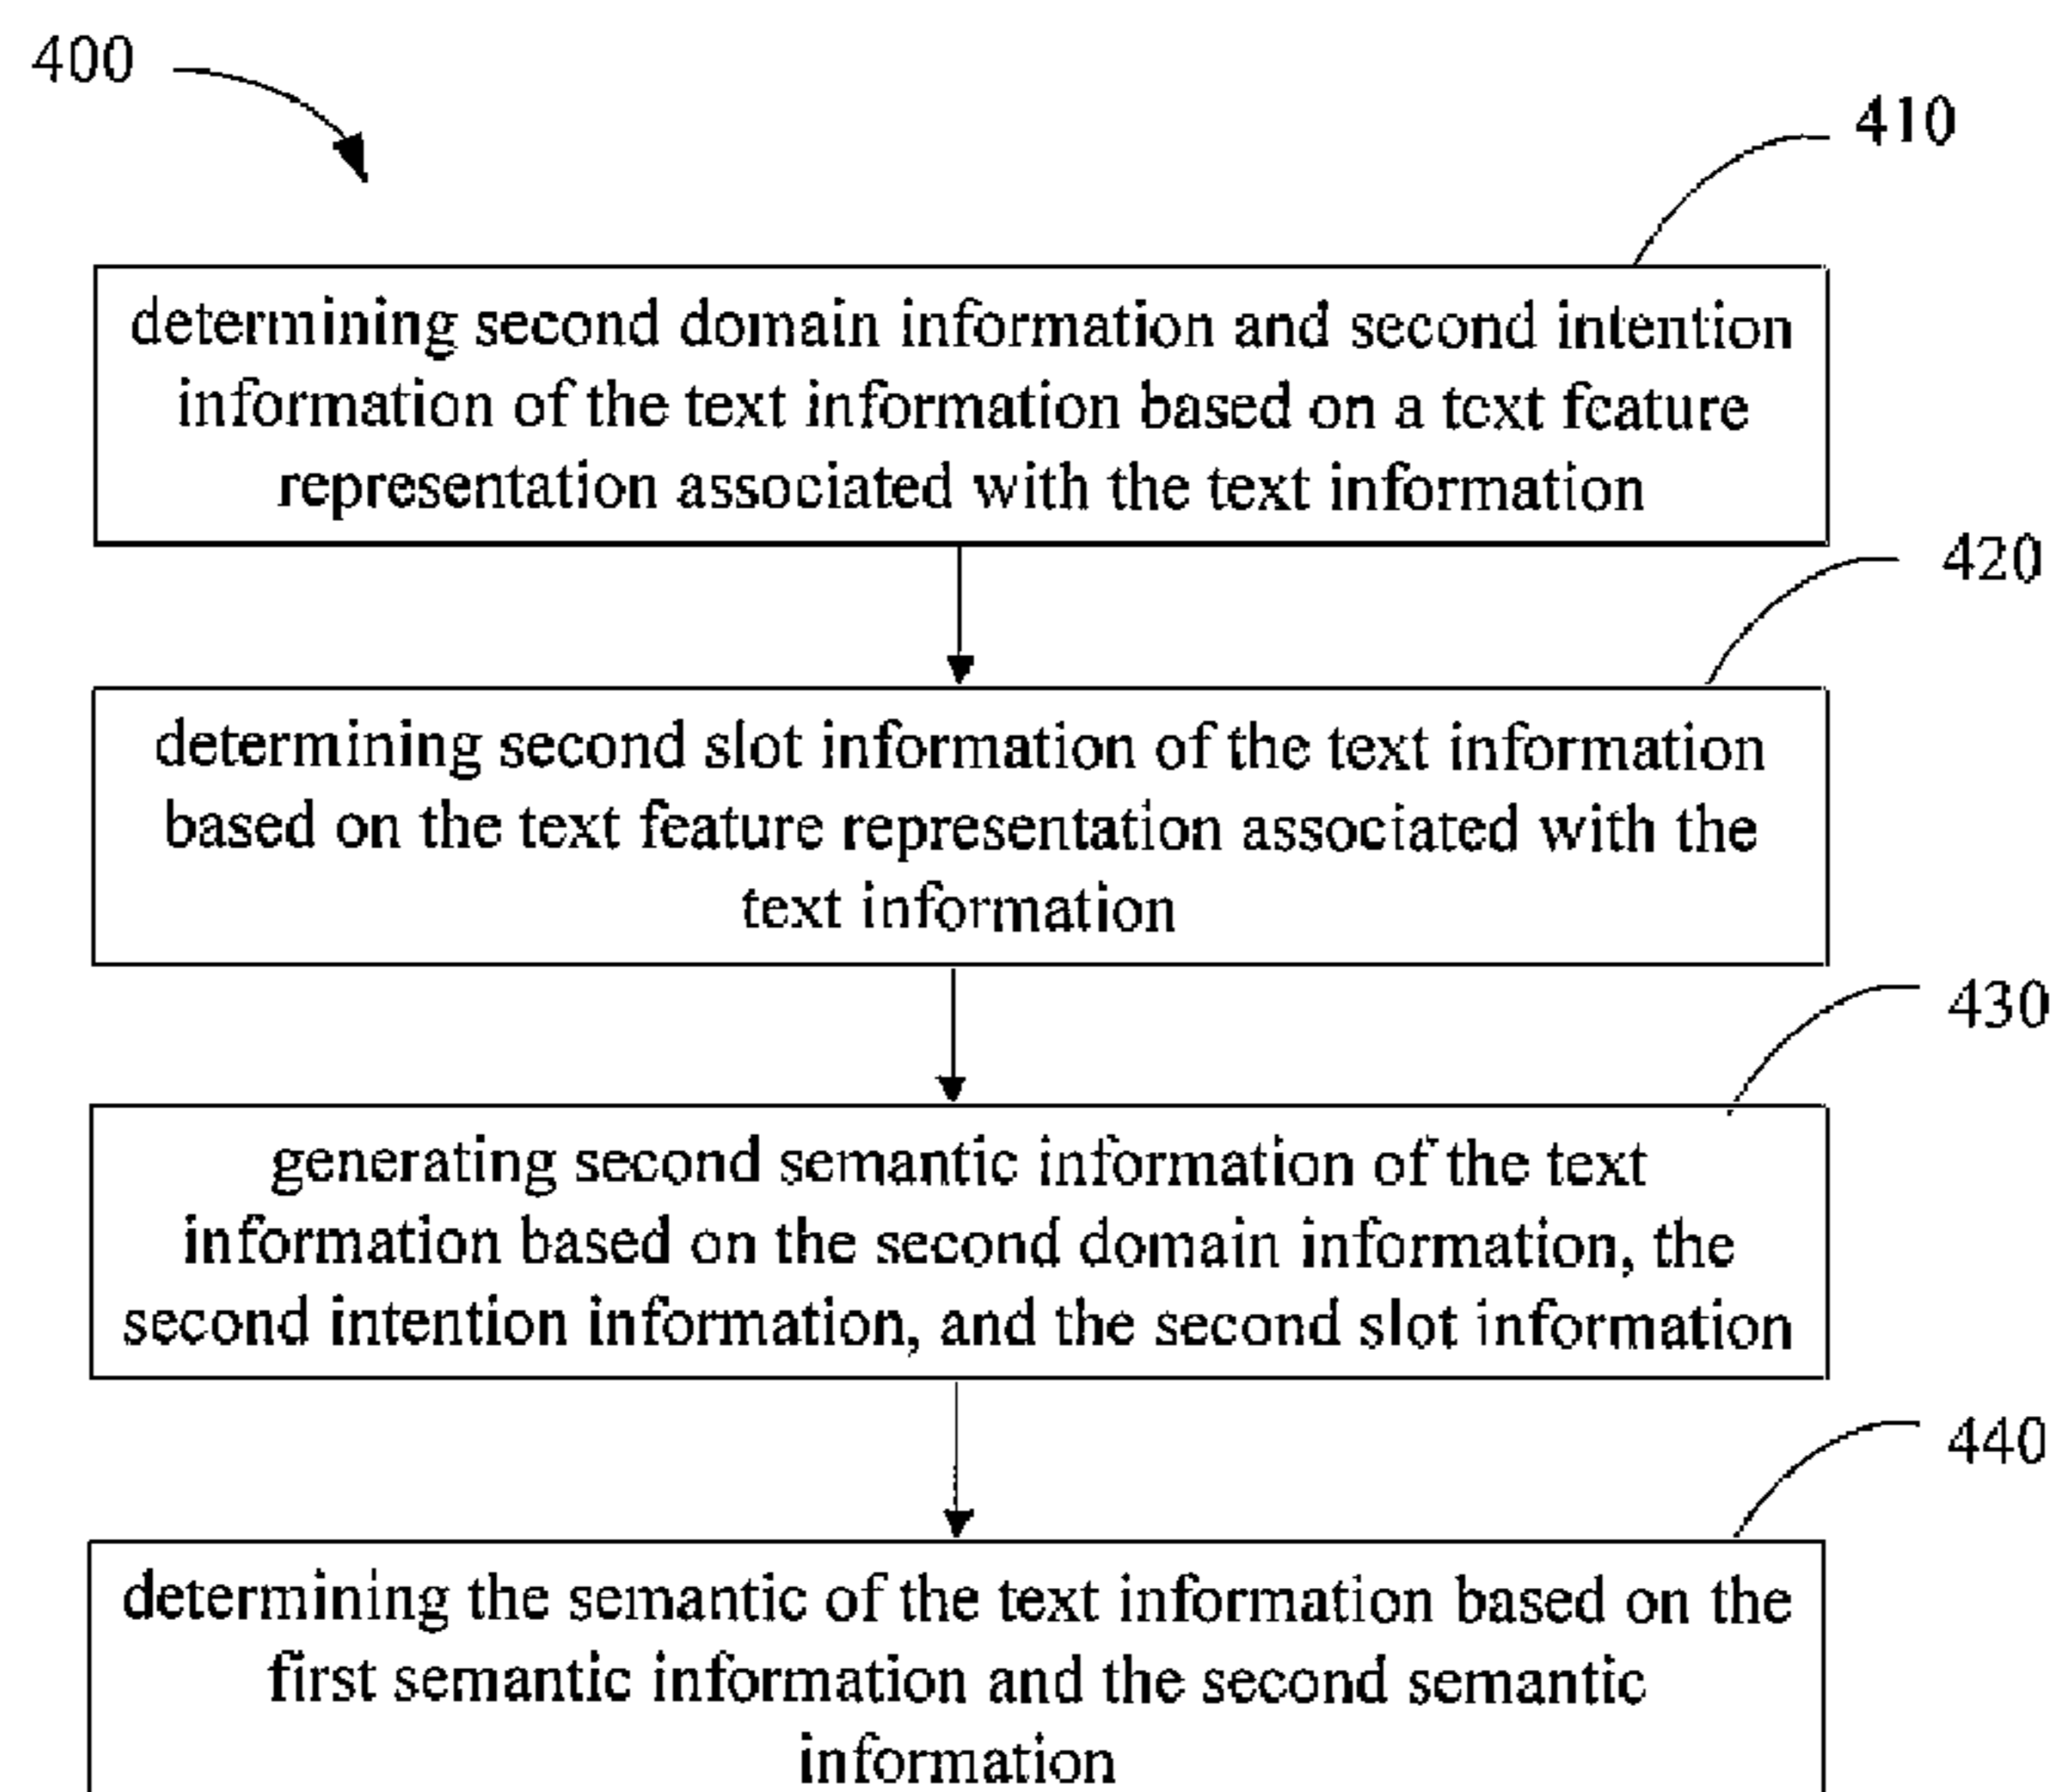 400
410
determining second domain information and second intention
information of the text information based on a text feature
representation associated with the text information
420
determining second slot information of the text information
based on the text feature representation associated with the
text information
430
generating second semantic information of the text
information based on the second domain information, the
second intention information, and the second slot information
440
determining the semantic of the text information based on the
first semantic information and the second semantic
information